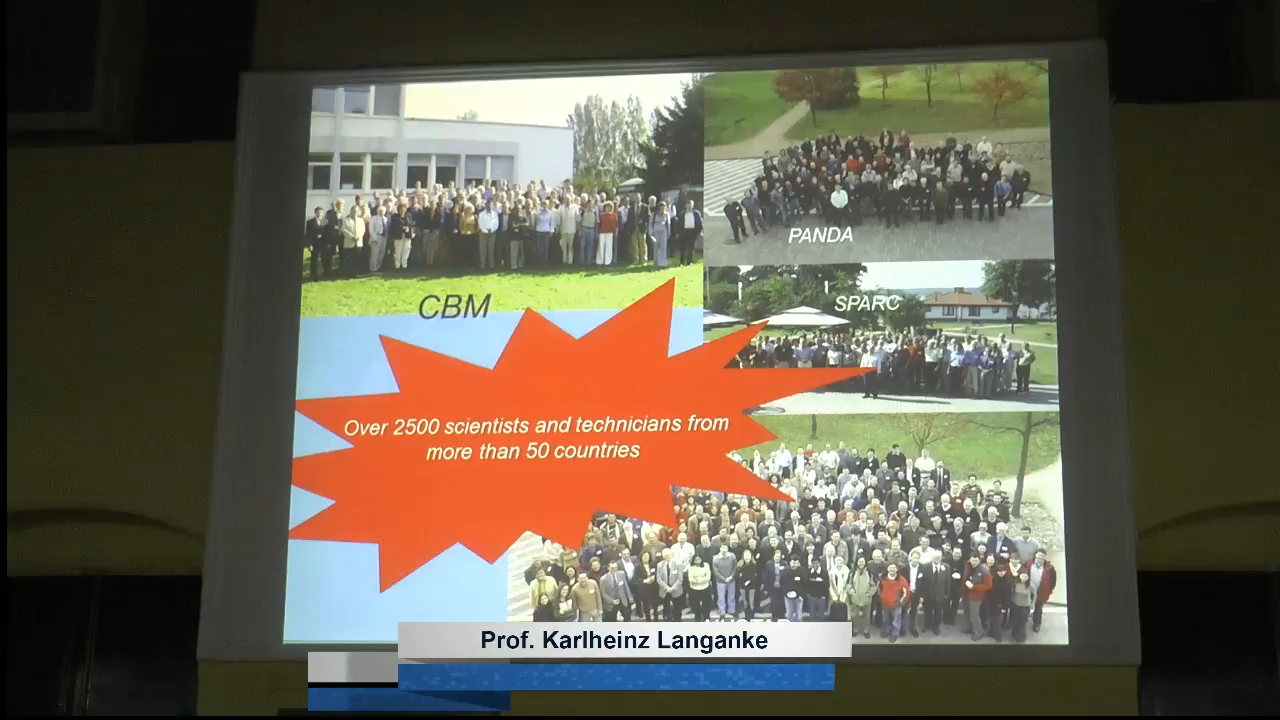 PANDA
CBM
SPARC
Over 2500 scientists and technicians from
more than 50 countries
Prof. Karlheinz Langanke